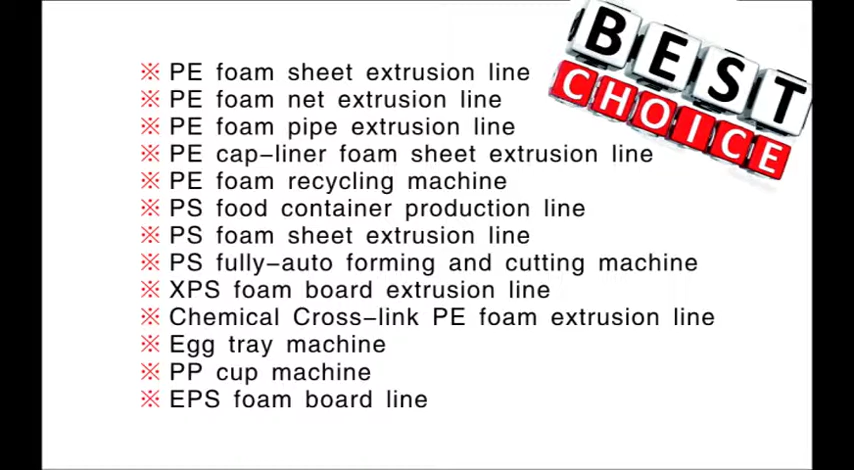 BEST
CHOICE
※ PE foam sheet extrusion line
※ PE foam net extrusion line
※ PE foam pipe extrusion line
※ PE cap-liner foam sheet extrusion line
※ PE foam recycling machine
※ PS food container production line
※ PS foam sheet extrusion line
※ PS fully-auto forming and cutting machine
※ XPS foam board extrusion line
※ Chemical Cross-link PE foam extrusion line
※ Egg tray machine
※ PP cup machine
※ EPS foam board line